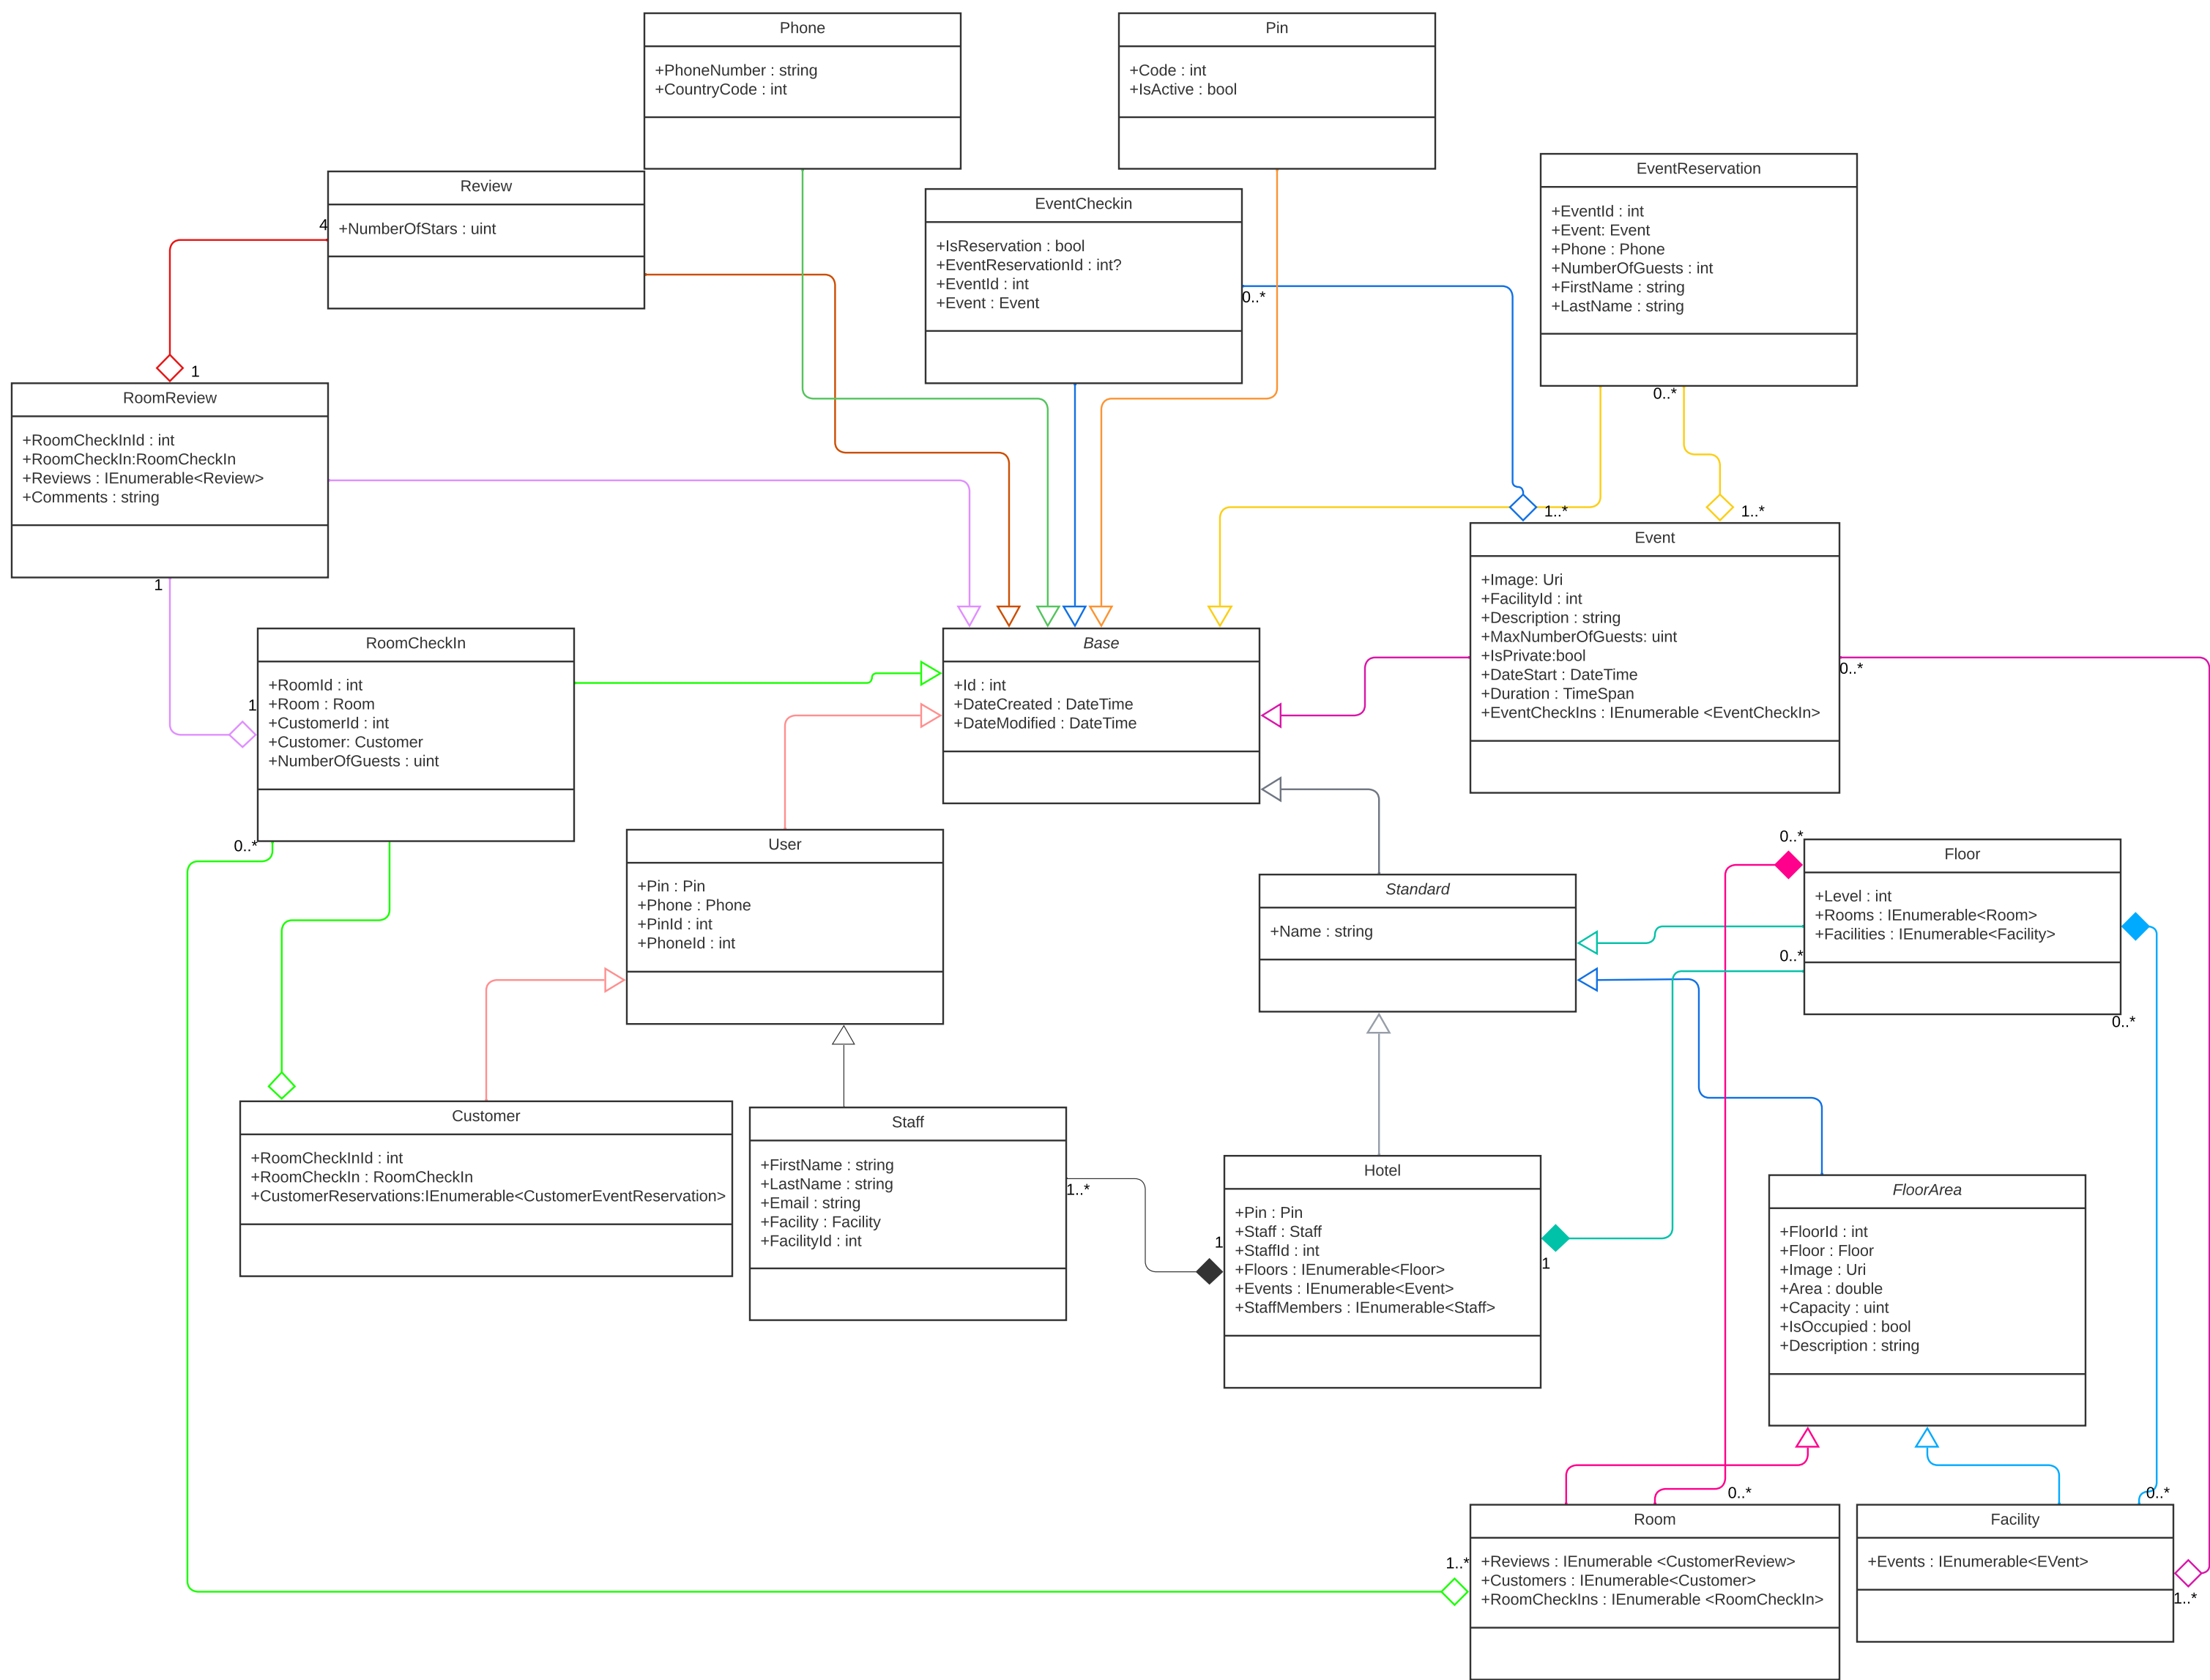 Phone
+PhoneNumber : string
+CountryCode : int
Pin
+Code : int
+IsActive : bool
Review
+NumberOfStars : uint
4
1
EventCheckin
+IsReservation : bool
+EventReservationId : int?
+EventId : int
+Event : Event
0..*
EventReservation
+EventId : int
+Event: Event
+Phone : Phone
+NumberOfGuests : int
+FirstName : string
+LastName : string
0..*
1..*
1..*
RoomReview
+RoomCheckInId : int
+RoomCheckIn:RoomCheckIn
+Reviews : IEnumerable<Review>
+Comments : string
1
1
Event
+Image: Uri
+FacilityId : int
+Description : string
+MaxNumberOfGuests: uint
+IsPrivate:bool
+DateStart : DateTime
+Duration : TimeSpan
+EventCheckIns : IEnumerable <EventCheckIn>
0..*
RoomCheckIn
+RoomId : int
+Room : Room
+CustomerId : int
+Customer: Customer
+NumberOfGuests : uint
0..*
Base
+Id : int
+DateCreated : DateTime
+DateModified : DateTime
User
+Pin : Pin
+Phone : Phone
+PinId : int
+PhoneId : int
Standard
+Name : string
0..*
Floor
+Level : int
+Rooms : IEnumerable<Room>
+Facilities : IEnumerable<Facility>
0..*
0..*
Customer
+RoomCheckInId : int
+RoomCheckIn : RoomCheckIn
+CustomerReservations:IEnumerable<CustomerEventReservation>
Staff
+FirstName : string
+LastName : string
+Email : string
+Facility : Facility
+FacilityId : int
1..*
1
Hotel
+Pin : Pin
+Staff : Staff
+StaffId : int
+Floors : IEnumerable<Floor>
+Events : IEnumerable<Event>
+StaffMembers : IEnumerable<Staff>
1
FloorArea
+FloorId : int
+Floor : Floor
+Image : Uri
+Area : double
+Capacity : uint
+IsOccupied : bool
+Description : string
0..*
0..*
1..*
Room
+Reviews : IEnumerable <CustomerReview>
+Customers : IEnumerable<Customer>
+RoomCheckIns : IEnumerable <RoomCheckIn>
Facility
+Events : IEnumerable<EVent>
1..*